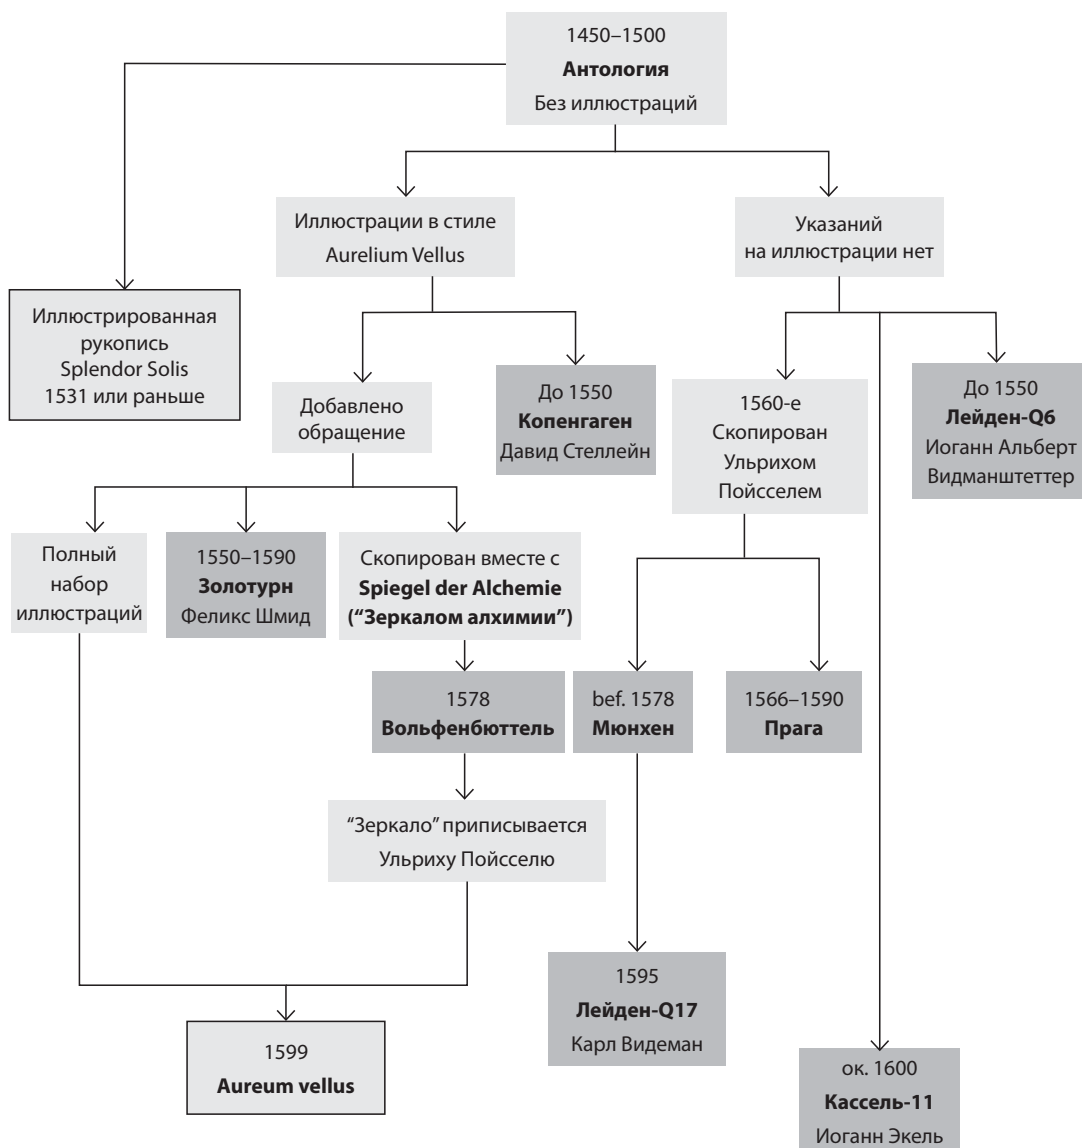 1450–1500
Антология
Без иллюстраций
Иллюстрации в стиле
Aurelium Vellus
Указаний
на иллюстрации нет
Иллюстрированная
рукопись
Splendor Solis
1531 или раньше
Добавлено
обращение
До 1550
Копенгаген
Давид Стеллейн
1560-е
Скопирован
Ульрихом
Пойсселем
До 1550
Лейден-Q6
Иоганн Альберт
Видманштеттер
Полный
набор
иллюстраций
1550–1590
Золотурн
Феликс Шмид
Скопирован вместе с
Spiegel der Alchemie
(“Зеркалом алхимии”)
1578
Вольфенбюттель
bef. 1578
Мюнхен
1566–1590
Прага
“Зеркало” приписывается
Ульриху Пойсселю
1595
Лейден-Q17
Карл Видеман
1599
Aureum vellus
ок. 1600
Кассель-11
Иоганн Экель